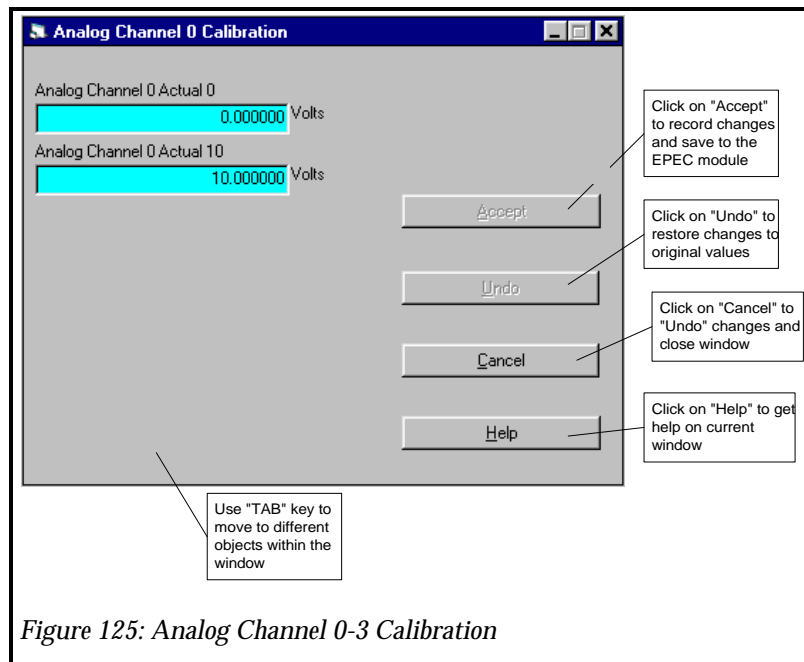 Analog Channel 0 Calibration
Analog Channel 0 Actual 0
0.000000 Volts
Analog Channel 0 Actual 10
10.000000 Volts
Accept
Undo
Cancel
Help
Click on "Accept"
to record changes
and save to the
EPEC module
Click on "Undo" to
restore changes to
original values
Click on "Cancel" to
"Undo" changes and
close window
Click on "Help" to get
help on current
window
Use "TAB" key to
move to different
objects within the
window
Figure 125: Analog Channel 0-3 Calibration